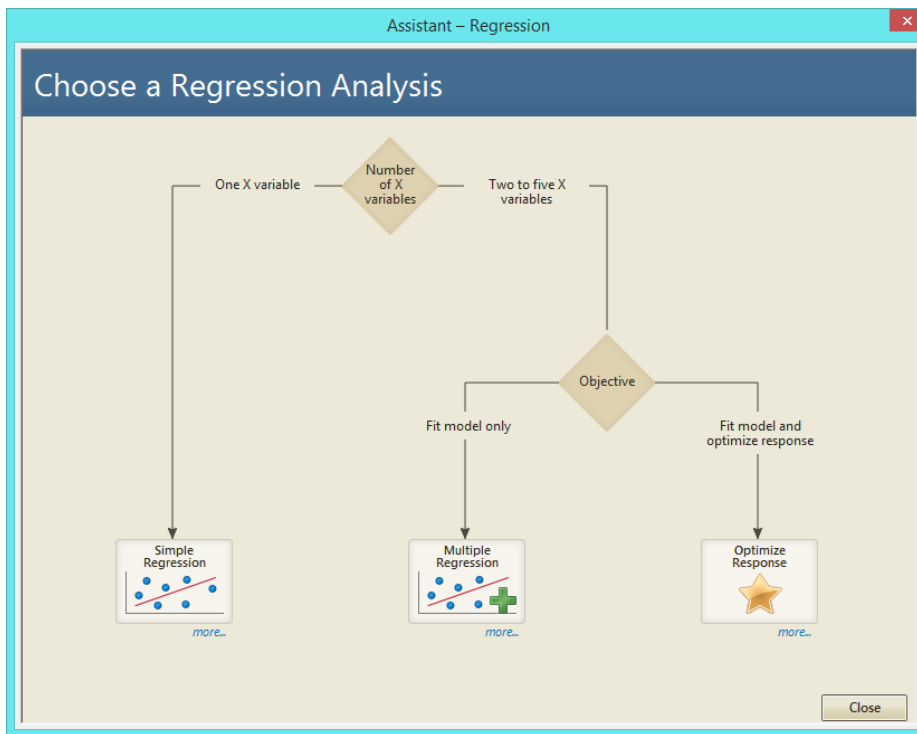 Assistant – Regression
Choose a Regression Analysis
Number
of X
variables
One X variable
Two to five X
variables
Objective
Fit model only
Fit model and
optimize response
Simple
Regression
Multiple
Regression
Optimize
Response
more...
more...
more...
Close